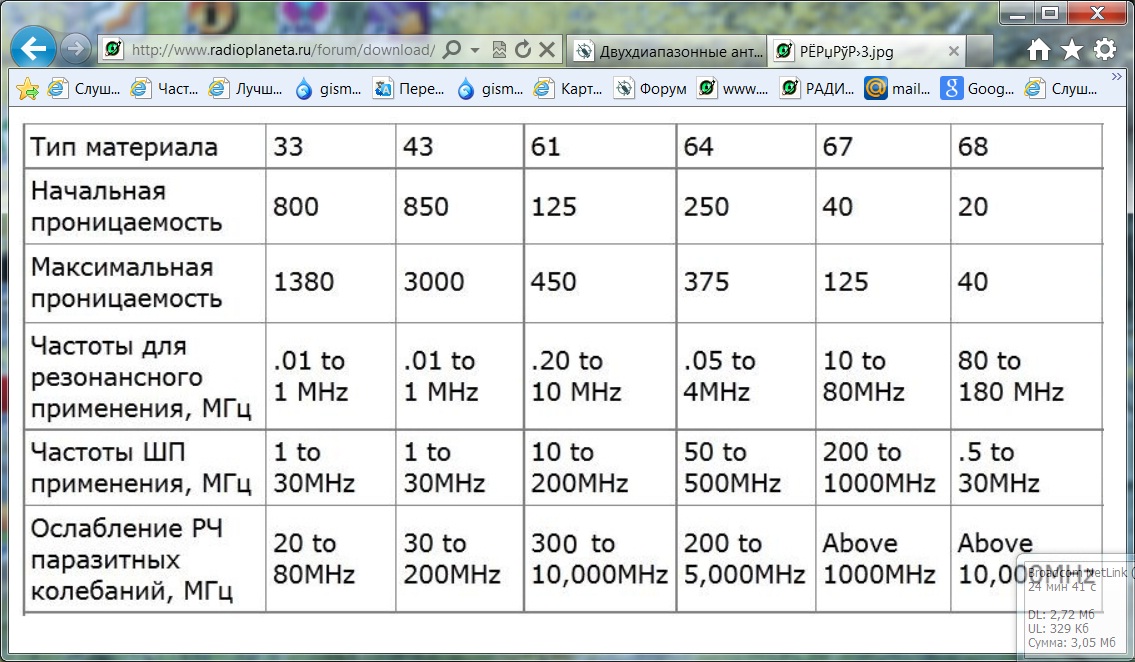 http://www.radioplaneta.ru/forum/download/
Двухдиапазонные ант...
РЁРџРўР›3.jpg
Слуш...
Част...
Лучш...
gism...
Пере...
gism...
Карт...
Форум
www....
РАДИ...
mail...
Goog...
Слуш...
Тип материала 33 43 61 64 67 68
Начальная
проницаемость 800 850 125 250 40 20
Максимальная
проницаемость 1380 3000 450 375 125 40
Частоты для
резонансного
применения, МГц
.01 to
1 MHz
.01 to
1 MHz
.20 to
10 MHz
.05 to
4MHz
10 to
80MHz
80 to
180 MHz
Частоты ШП
применения, МГц
1 to
30MHz
1 to
30MHz
10 to
200MHz
50 to
500MHz
200 to
1000MHz
.5 to
30MHz
Ослабление РЧ
паразитных
колебаний, МГц
20 to
80MHz
30 to
200MHz
300 to
10,000MHz
200 to
5,000MHz
Above
1000MHz
Above
10,000MHz
Broadcom NetLink (
24 мин 41 с
DL: 2,72 Мб
UL: 329 Кб
Сумма: 3,05 Мб